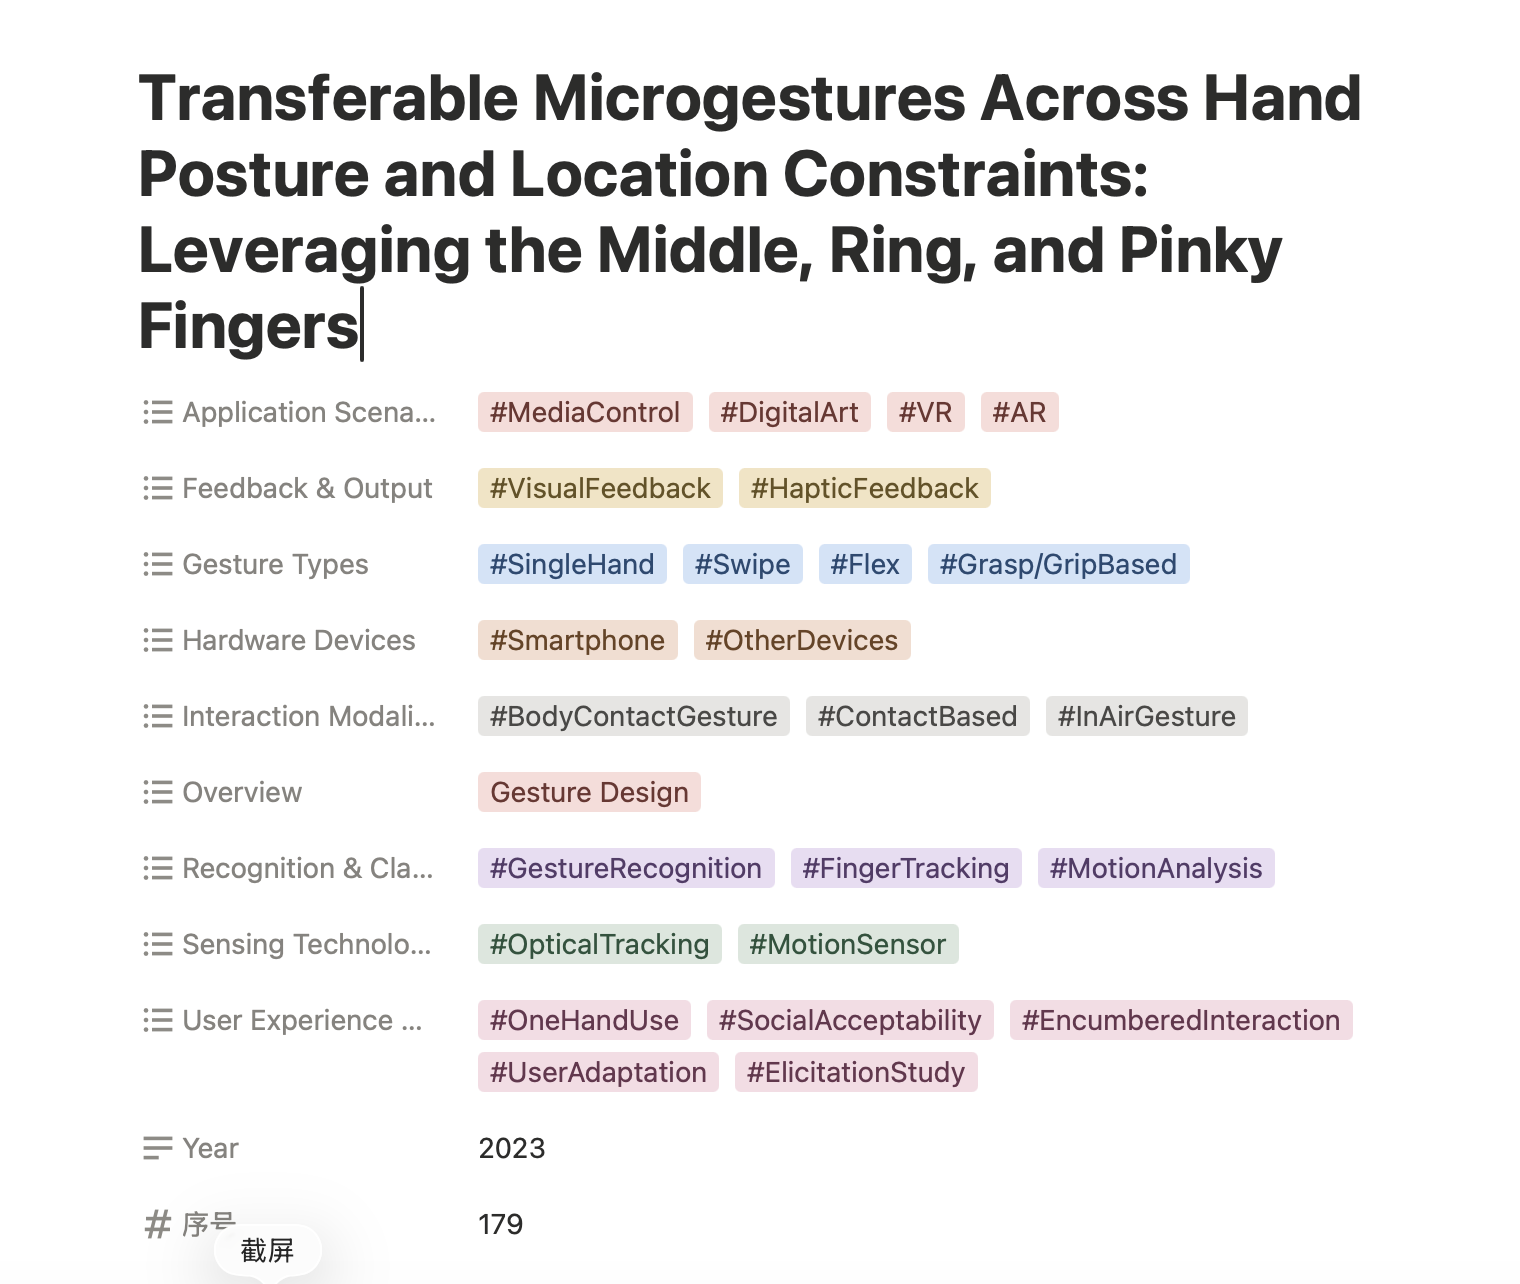 Transferable Microgestures Across Hand
Posture and Location Constraints:
Leveraging the Middle, Ring, and Pinky
Fingers
Application Scena... #MediaControl #DigitalArt #VR #AR
Feedback & Output #VisualFeedback #HapticFeedback
Gesture Types #SingleHand #Swipe #Flex #Grasp/GripBased
Hardware Devices #Smartphone #OtherDevices
Interaction Modali... #BodyContactGesture #ContactBased #InAirGesture
Overview Gesture Design
Recognition & Cla... #GestureRecognition #FingerTracking #MotionAnalysis
Sensing Technolo... #OpticalTracking #MotionSensor
User Experience ... #OneHandUse #SocialAcceptability #EncumberedInteraction
#UserAdaptation #ElicitationStudy
Year 2023
# 序号 179
截屏